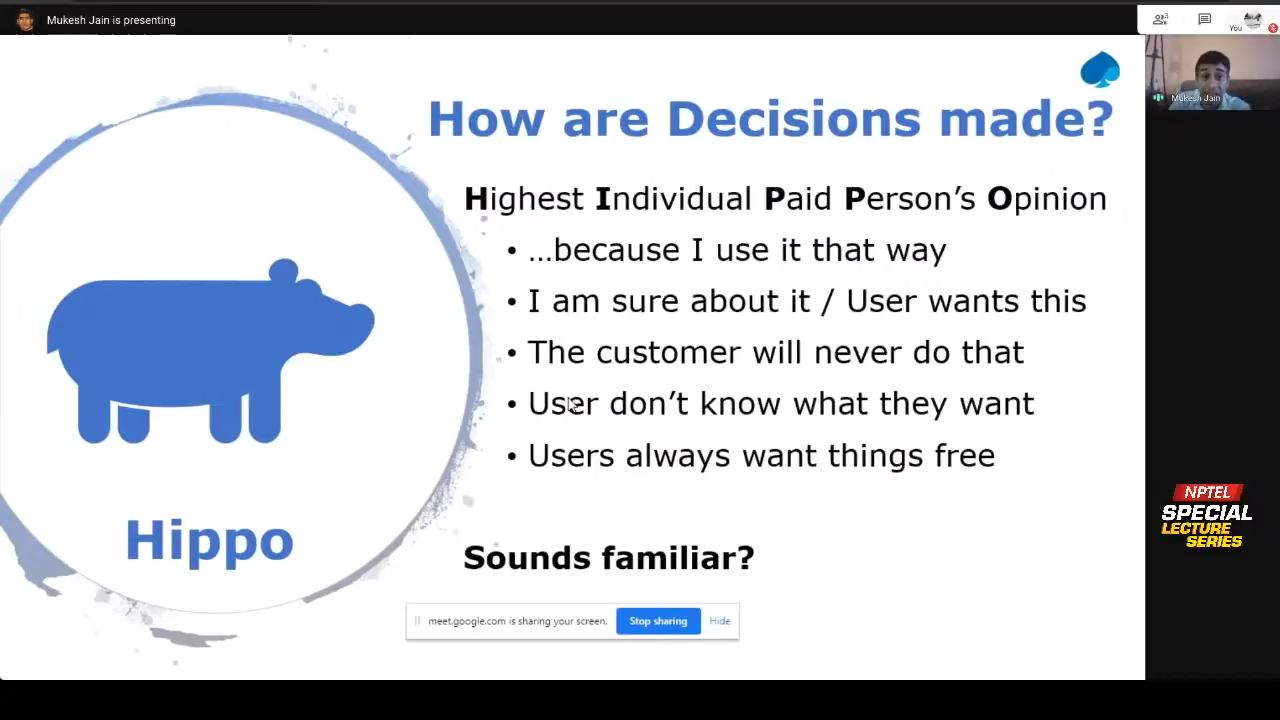 Mukesh Jain is presenting
3
You
Mukesh Jain
How are Decisions made?
Highest Individual Paid Person's Opinion
• ...because I use it that way
• I am sure about it / User wants this
• The customer will never do that
• User don't know what they want
• Users always want things free
Hippo
Sounds familiar?
meet.google.com is sharing your screen. Stop sharing Hide
NPTEL
SPECIAL
LECTURE
SERIES